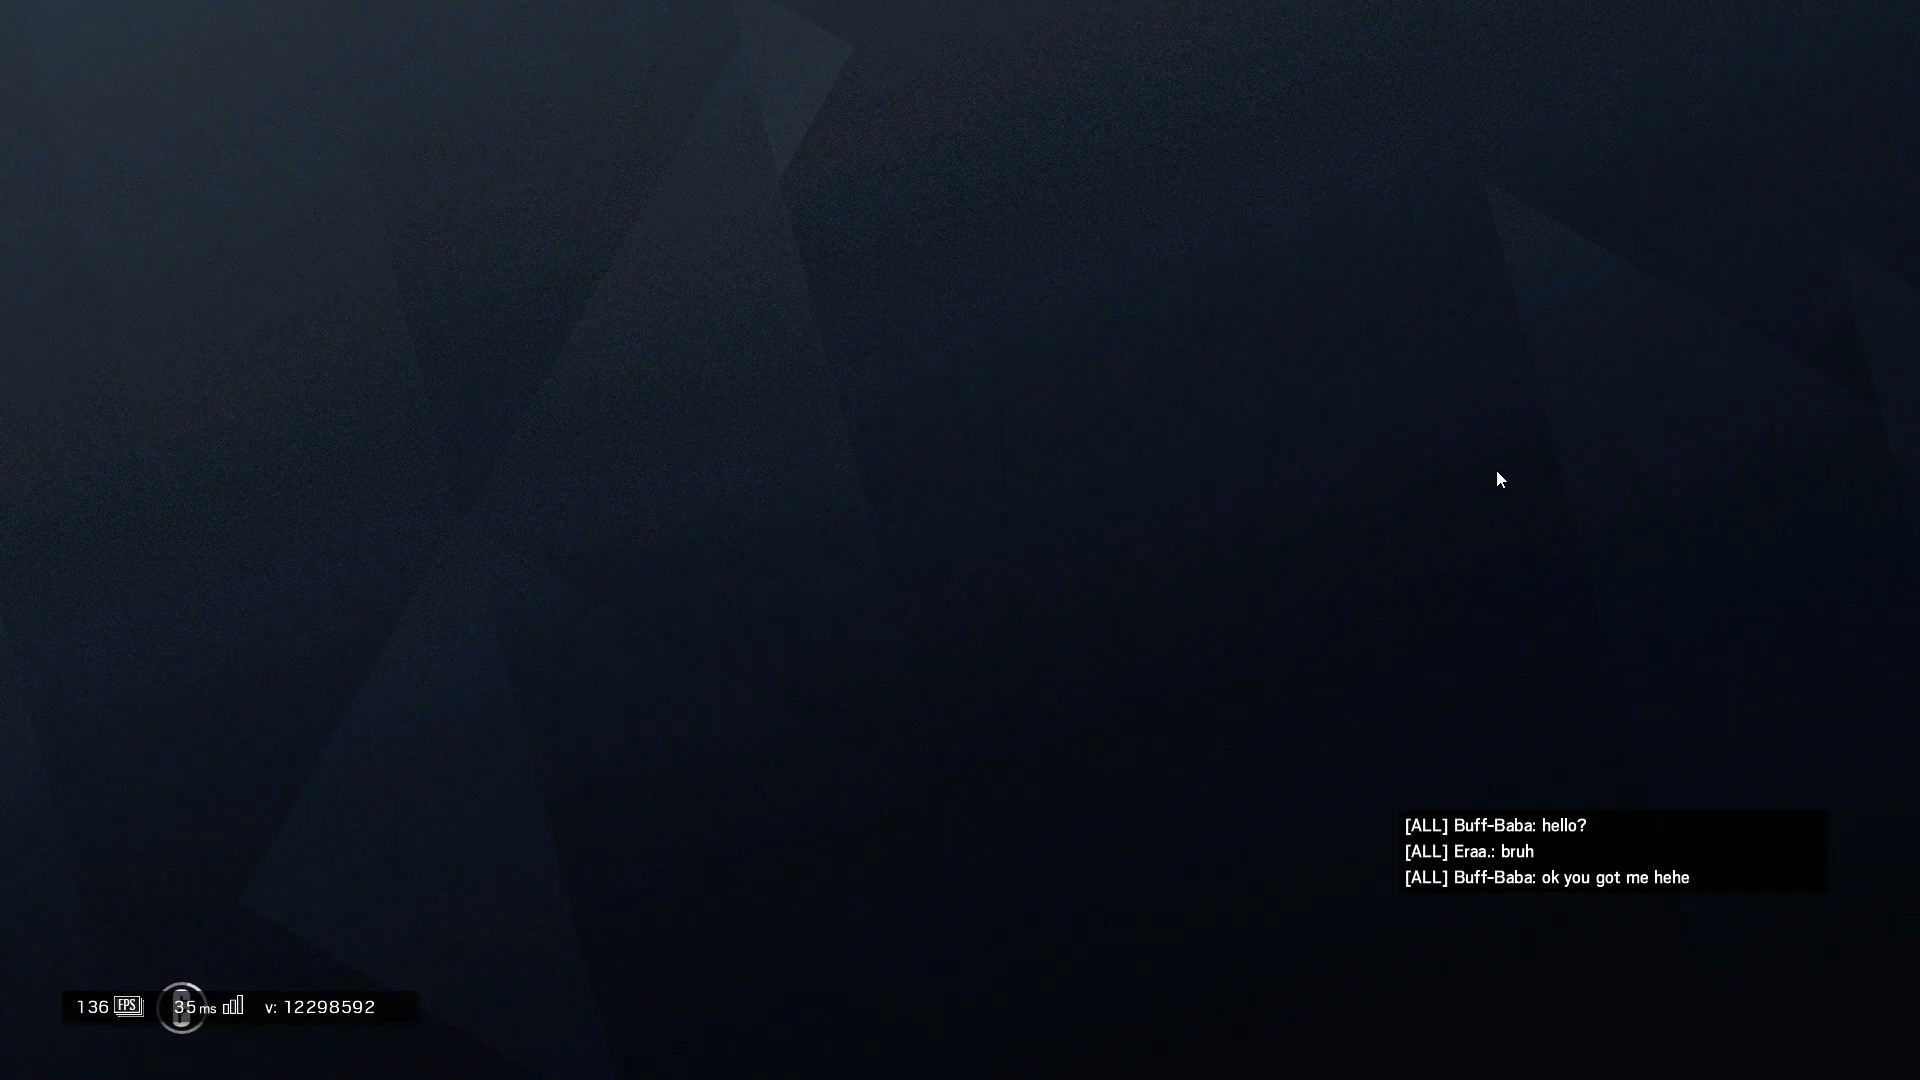 [ALL] Buff-Baba: hello?
[ALL] Eraa.: bruh
[ALL] Buff-Baba: ok you got me hehe
136 FPS 35 ms v: 12298592